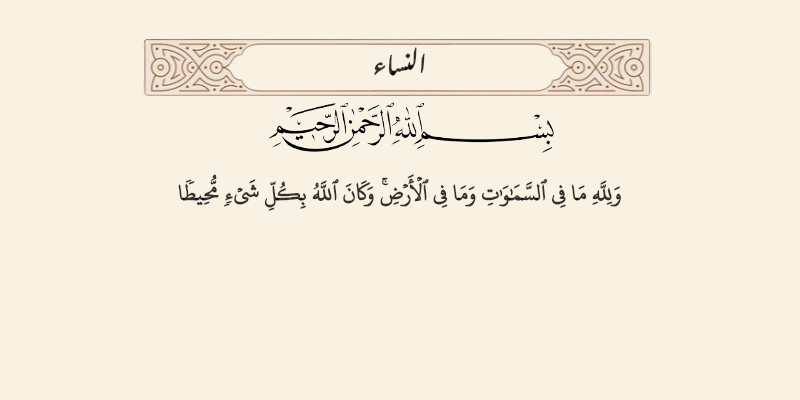 النساء
بِسْمِ ٱللَّهِ ٱلرَّحْمَٰنِ ٱلرَّحِيمِ
وَلِلَّهِ مَا فِى ٱلسَّمَٰوَٰتِ وَمَا فِى ٱلْأَرْضِ ۚ وَكَانَ ٱللَّهُ بِكُلِّ شَىْءٍ مُّحِيطًا